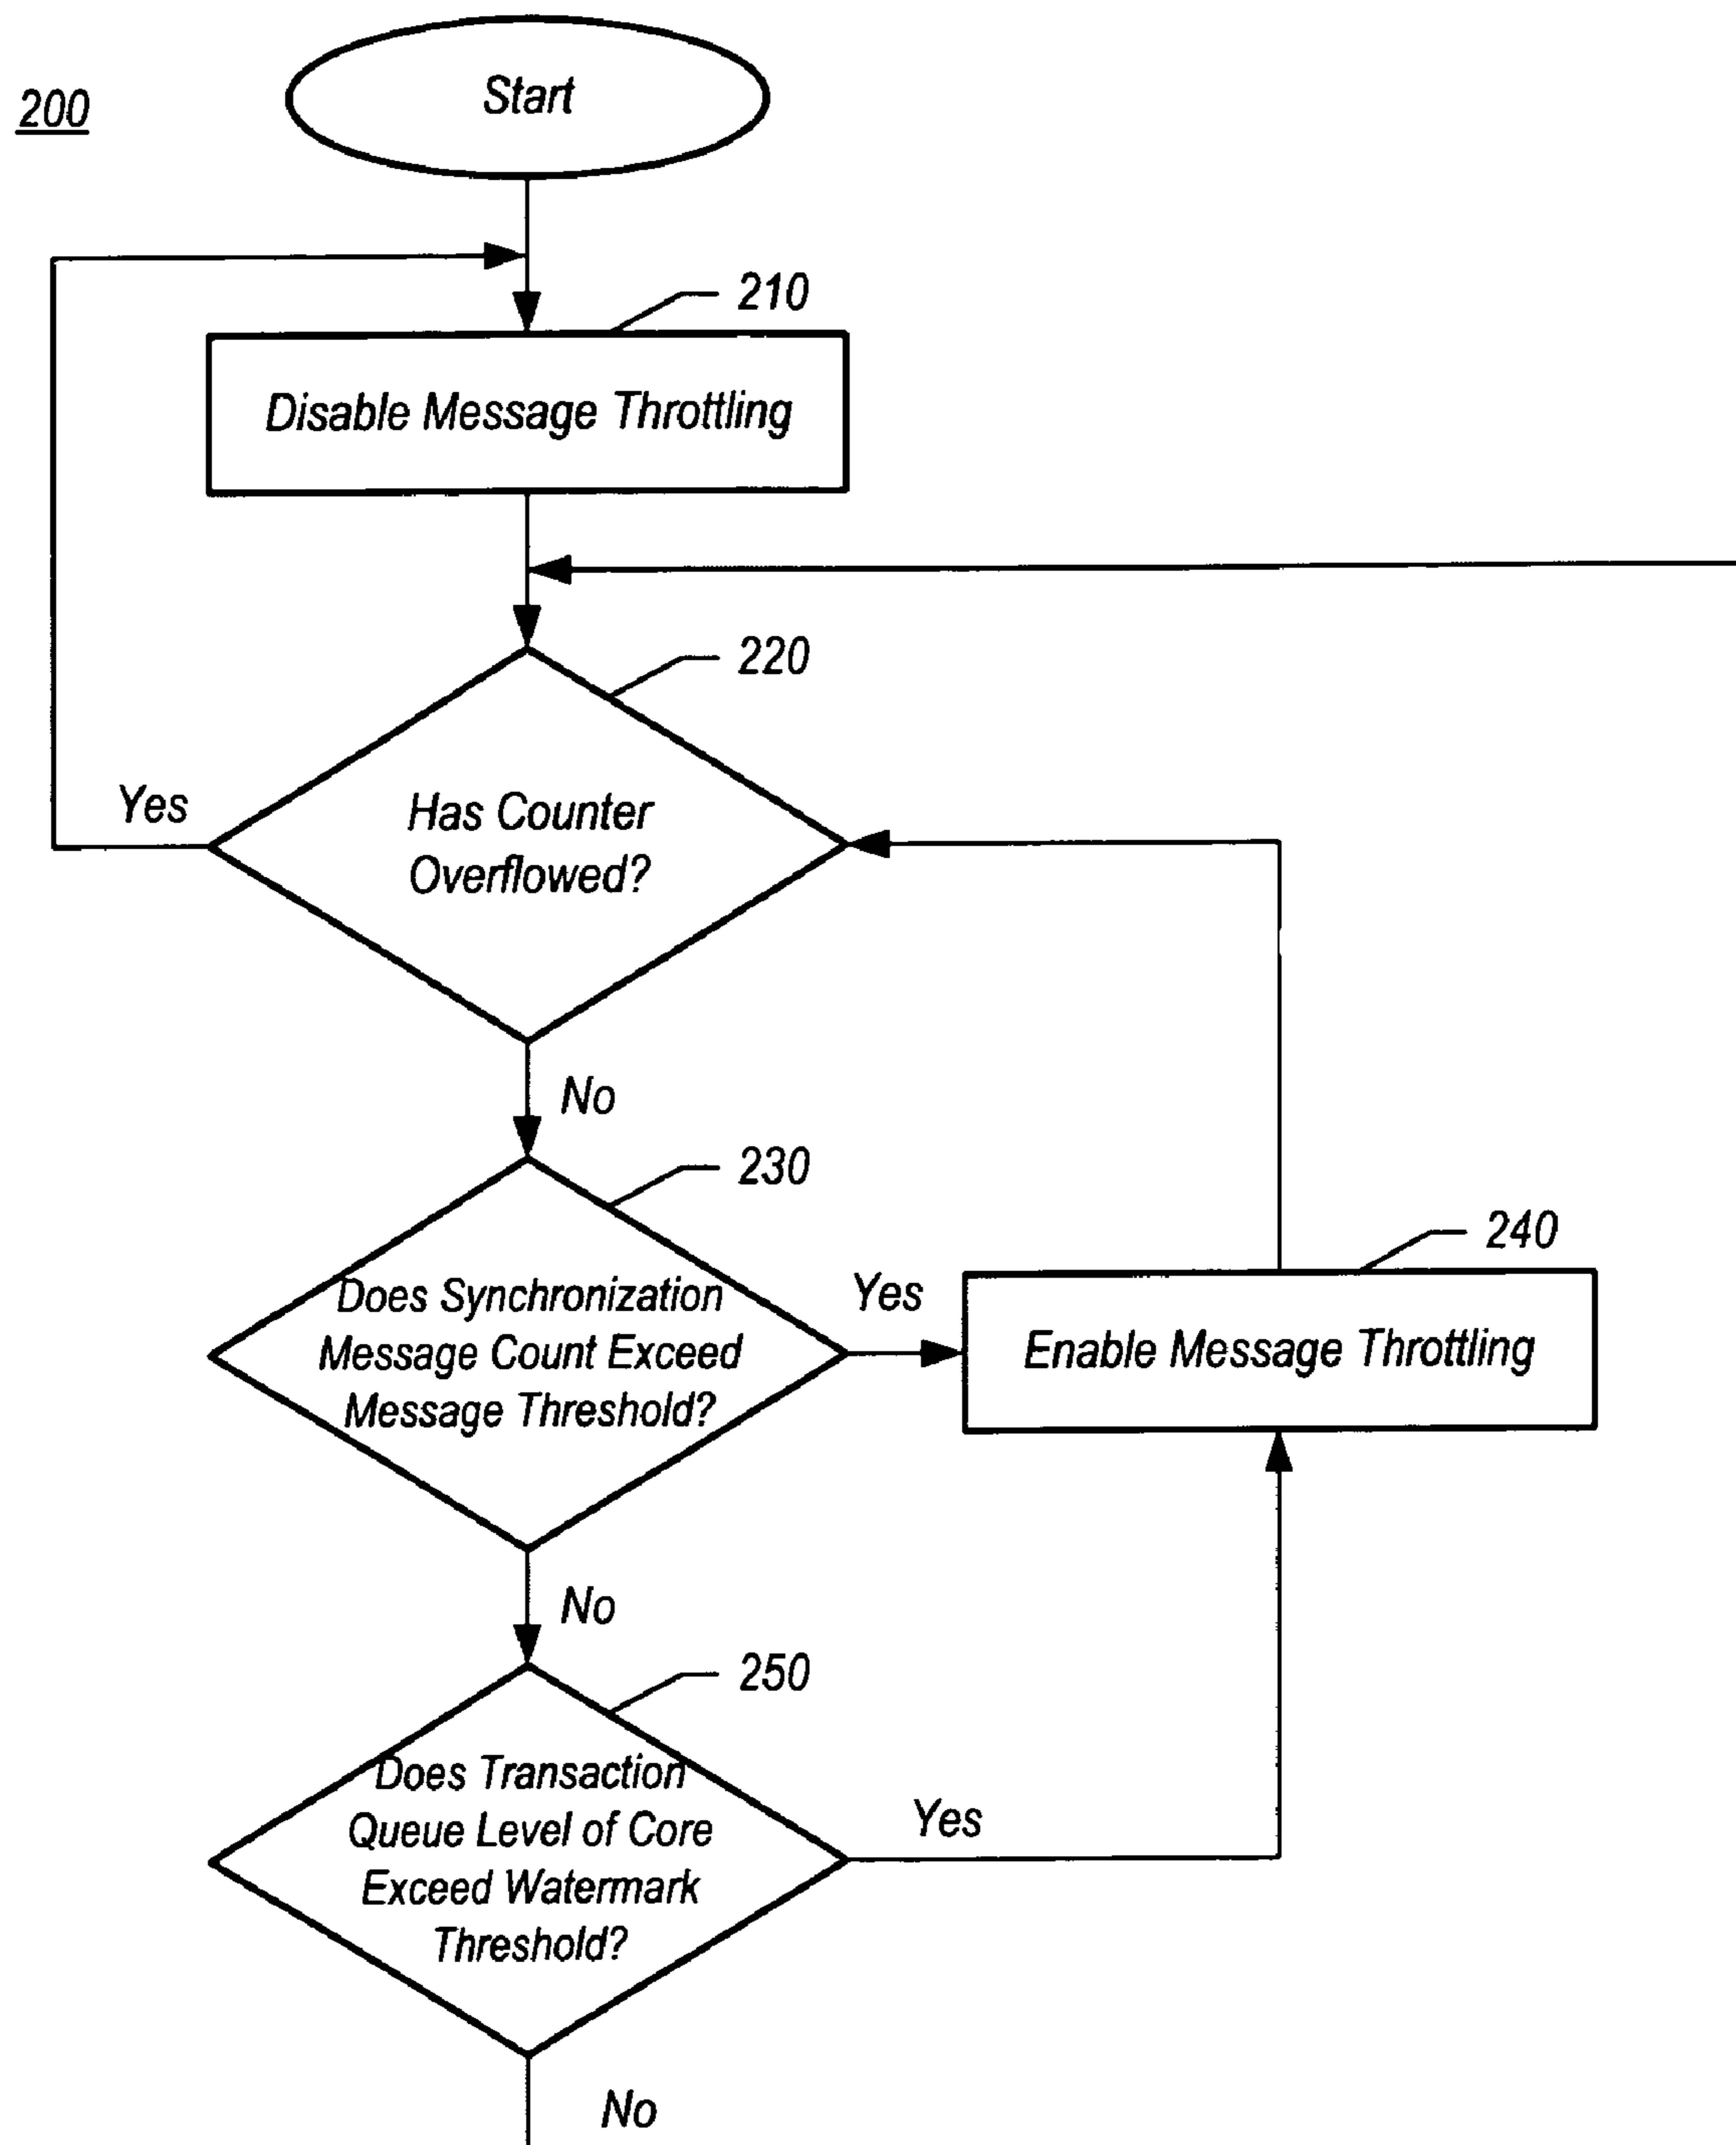 200
Start
210
Disable Message Throttling
220
Yes
Has Counter
Overflowed?
No
230
240
Does Synchronization
Message Count Exceed
Message Threshold?
Yes
Enable Message Throttling
No
250
Does Transaction
Queue Level of Core
Exceed Watermark
Threshold?
Yes
No